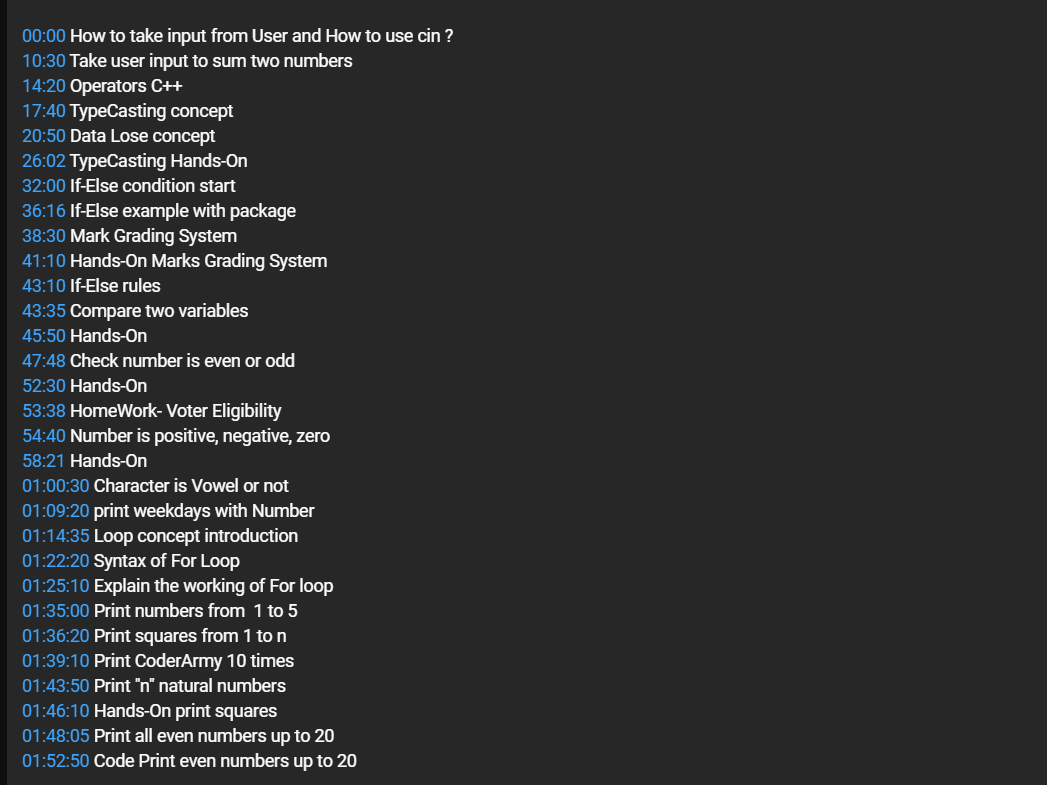 00:00 How to take input from User and How to use cin ?
10:30 Take user input to sum two numbers
14:20 Operators C++
17:40 TypeCasting concept
20:50 Data Lose concept
26:02 TypeCasting Hands-On
32:00 If-Else condition start
36:16 If-Else example with package
38:30 Mark Grading System
41:10 Hands-On Marks Grading System
43:10 If-Else rules
43:35 Compare two variables
45:50 Hands-On
47:48 Check number is even or odd
52:30 Hands-On
53:38 HomeWork- Voter Eligibility
54:40 Number is positive, negative, zero
58:21 Hands-On
01:00:30 Character is Vowel or not
01:09:20 print weekdays with Number
01:14:35 Loop concept introduction
01:22:20 Syntax of For Loop
01:25:10 Explain the working of For loop
01:35:00 Print numbers from  1 to 5
01:36:20 Print squares from 1 to n
01:39:10 Print CoderArmy 10 times
01:43:50 Print "n" natural numbers
01:46:10 Hands-On print squares
01:48:05 Print all even numbers up to 20
01:52:50 Code Print even numbers up to 20